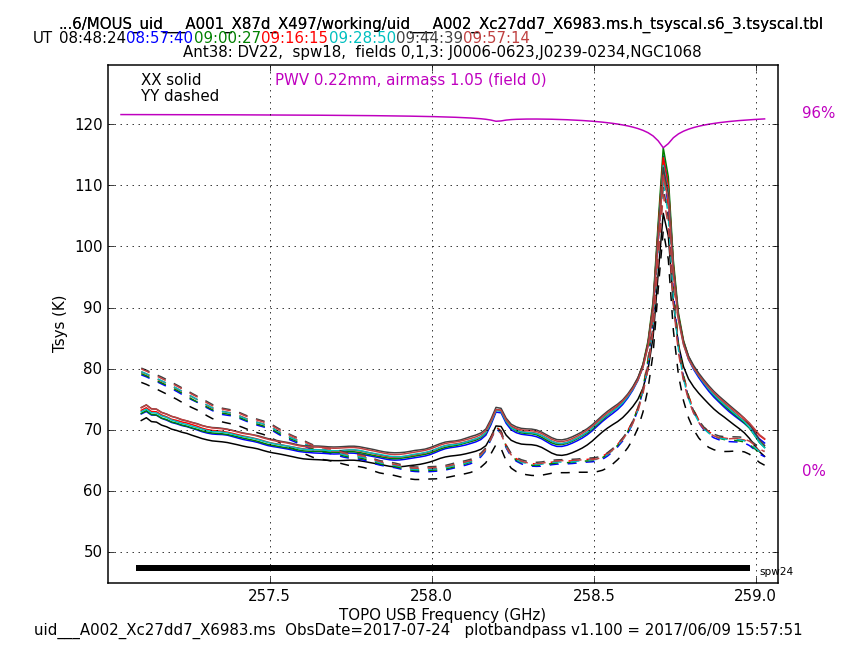 ...6/MOUS_uid___A001_X87d_X497/working/uid___A002_Xc27dd7_X6983.ms.h_tsyscal.s6_3.tsyscal.tbl
UT 08:48:24 08:57:40 09:00:27 09:16:15 09:28:50 09:44:39 09:57:14
Ant38: DV22, spw18, fields 0,1,3: J0006-0623,J0239-0234,NGC1068
XX solid PWV 0.22mm, airmass 1.05 (field 0)
YY dashed
96%
120
110
100
90
80
70
60
50
Tsys (K)
0%
spw24
257.5 258.0 258.5 259.0
TOPO USB Frequency (GHz)
uid___A002_Xc27dd7_X6983.ms ObsDate=2017-07-24 plotbandpass v1.100 = 2017/06/09 15:57:51